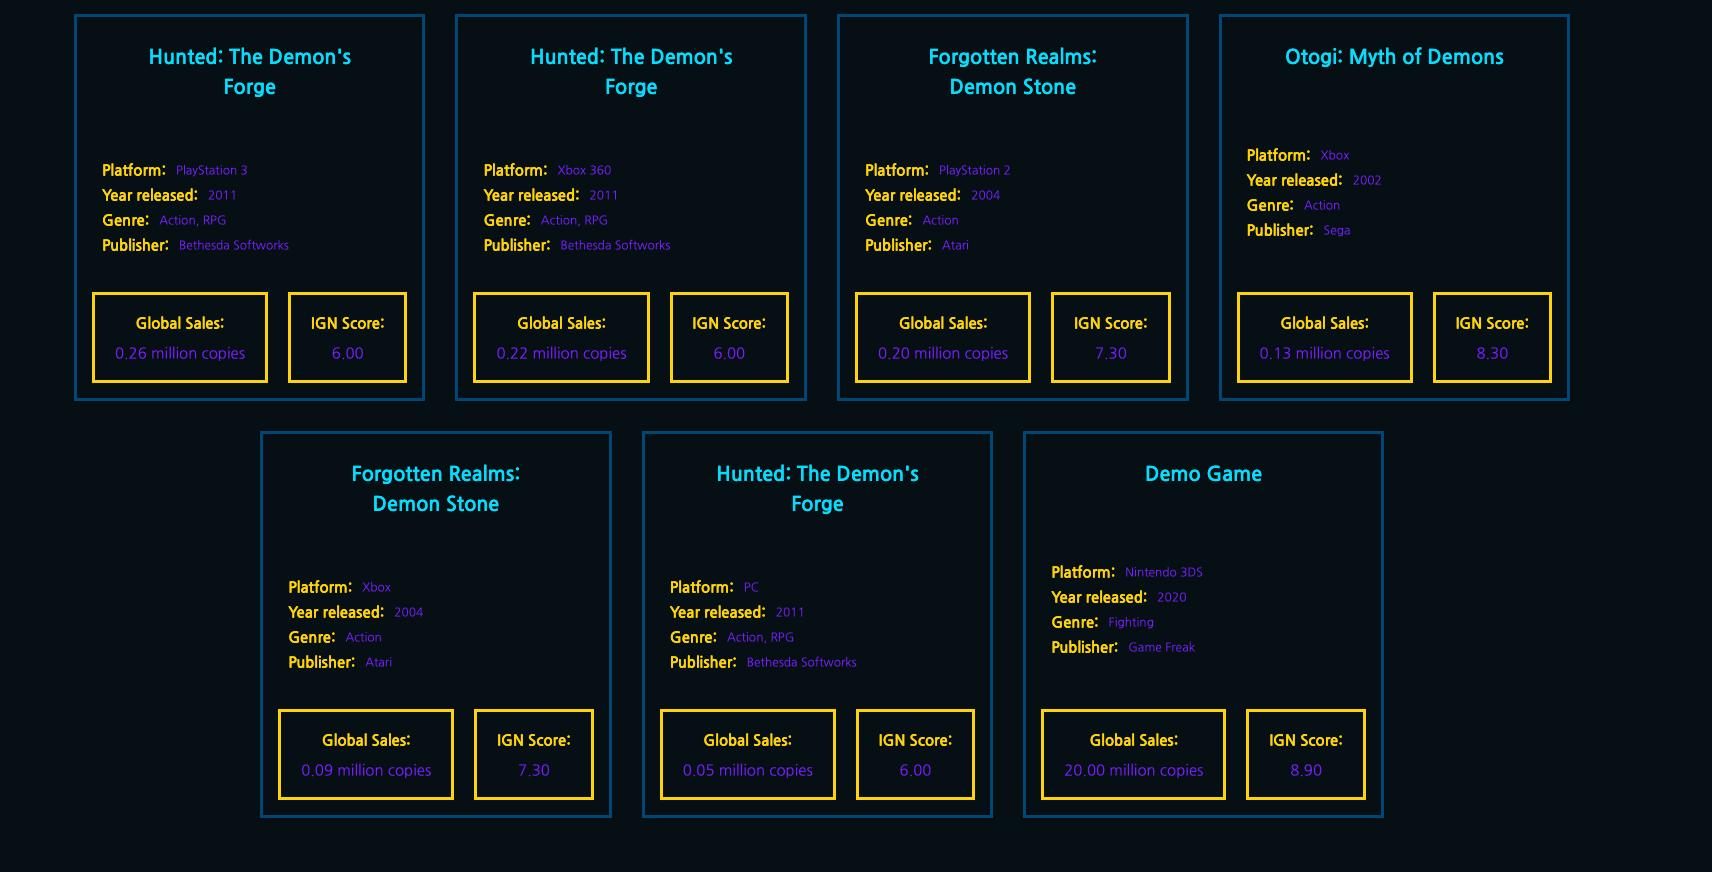 Hunted: The Demon's
Forge
Platform: PlayStation 3
Year released: 2011
Genre: Action, RPG
Publisher: Bethesda Softworks
Global Sales:
0.26 million copies
IGN Score:
6.00
Hunted: The Demon's
Forge
Platform: Xbox 360
Year released: 2011
Genre: Action, RPG
Publisher: Bethesda Softworks
Global Sales:
0.22 million copies
IGN Score:
6.00
Forgotten Realms:
Demon Stone
Platform: PlayStation 2
Year released: 2004
Genre: Action
Publisher: Atari
Global Sales:
0.20 million copies
IGN Score:
7.30
Otogi: Myth of Demons
Platform: Xbox
Year released: 2002
Genre: Action
Publisher: Sega
Global Sales:
0.13 million copies
IGN Score:
8.30
Forgotten Realms:
Demon Stone
Platform: Xbox
Year released: 2004
Genre: Action
Publisher: Atari
Global Sales:
0.09 million copies
IGN Score:
7.30
Hunted: The Demon's
Forge
Platform: PC
Year released: 2011
Genre: Action, RPG
Publisher: Bethesda Softworks
Global Sales:
0.05 million copies
IGN Score:
6.00
Demo Game
Platform: Nintendo 3DS
Year released: 2020
Genre: Fighting
Publisher: Game Freak
Global Sales:
20.00 million copies
IGN Score:
8.90